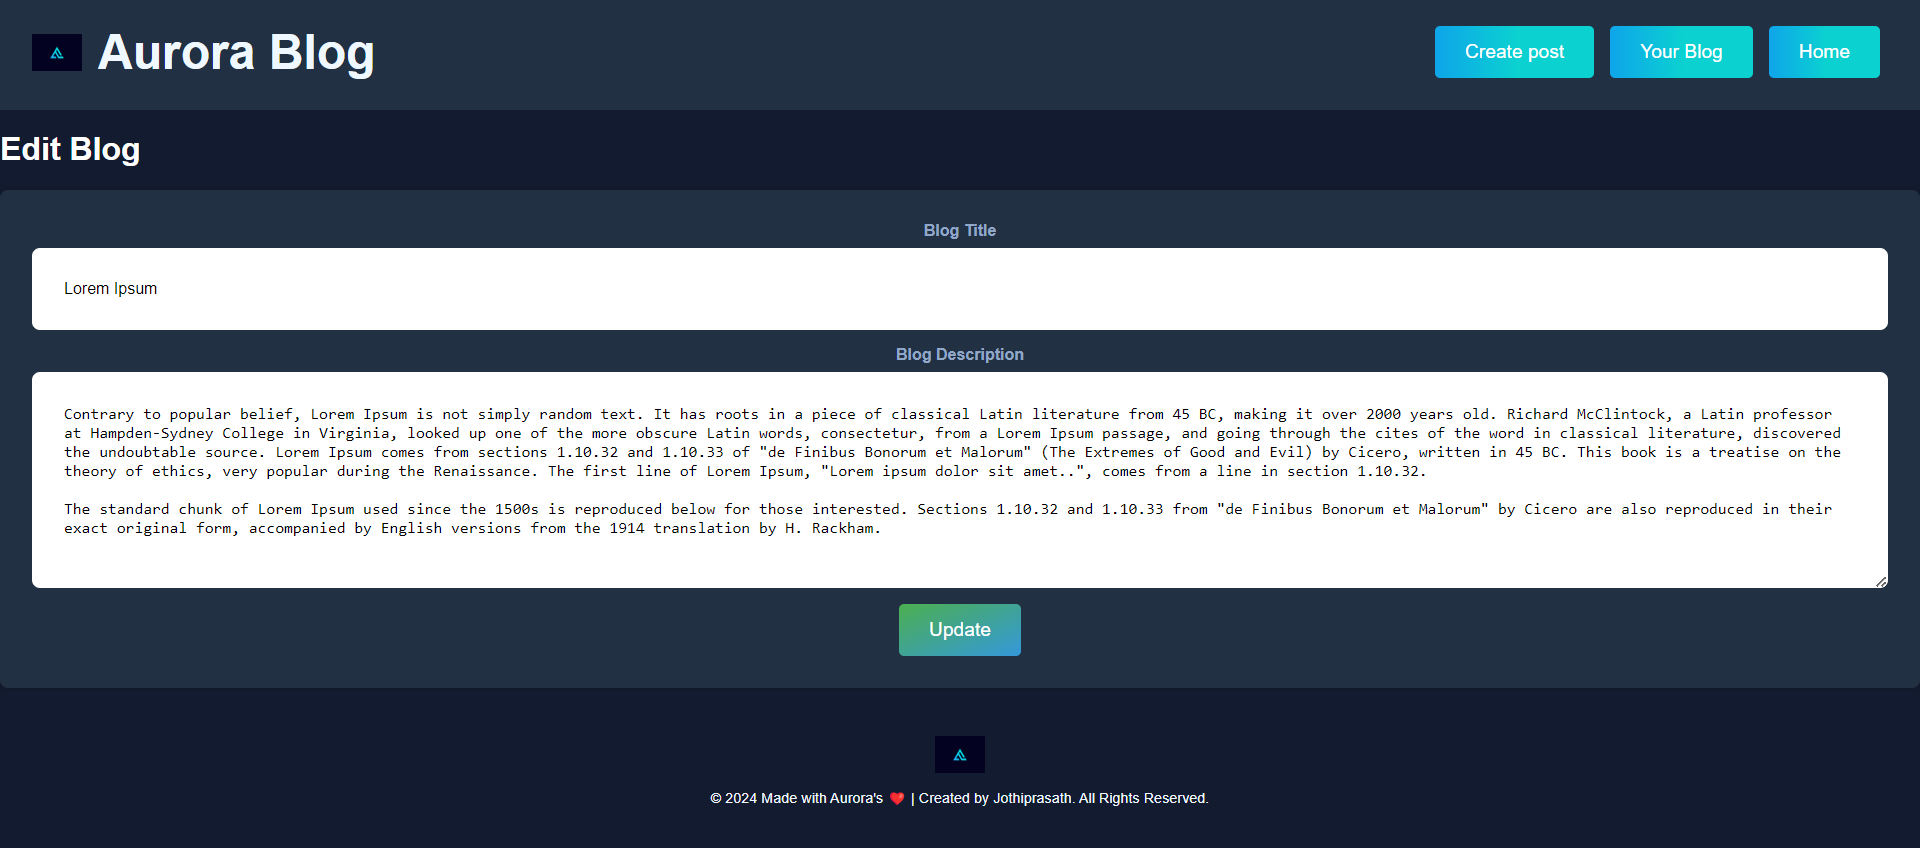 Aurora Blog
Create post
Your Blog
Home
Edit Blog
Blog Title
Lorem Ipsum
Blog Description
Contrary to popular belief, Lorem Ipsum is not simply random text. It has roots in a piece of classical Latin literature from 45 BC, making it over 2000 years old. Richard McClintock, a Latin professor
at Hampden-Sydney College in Virginia, looked up one of the more obscure Latin words, consectetur, from a Lorem Ipsum passage, and going through the cites of the word in classical literature, discovered
the undoubtable source. Lorem Ipsum comes from sections 1.10.32 and 1.10.33 of "de Finibus Bonorum et Malorum" (The Extremes of Good and Evil) by Cicero, written in 45 BC. This book is a treatise on the
theory of ethics, very popular during the Renaissance. The first line of Lorem Ipsum, "Lorem ipsum dolor sit amet..", comes from a line in section 1.10.32.
The standard chunk of Lorem Ipsum used since the 1500s is reproduced below for those interested. Sections 1.10.32 and 1.10.33 from "de Finibus Bonorum et Malorum" by Cicero are also reproduced in their
exact original form, accompanied by English versions from the 1914 translation by H. Rackham.
Update
© 2024 Made with Aurora's ❤️ | Created by Jothiprasath. All Rights Reserved.